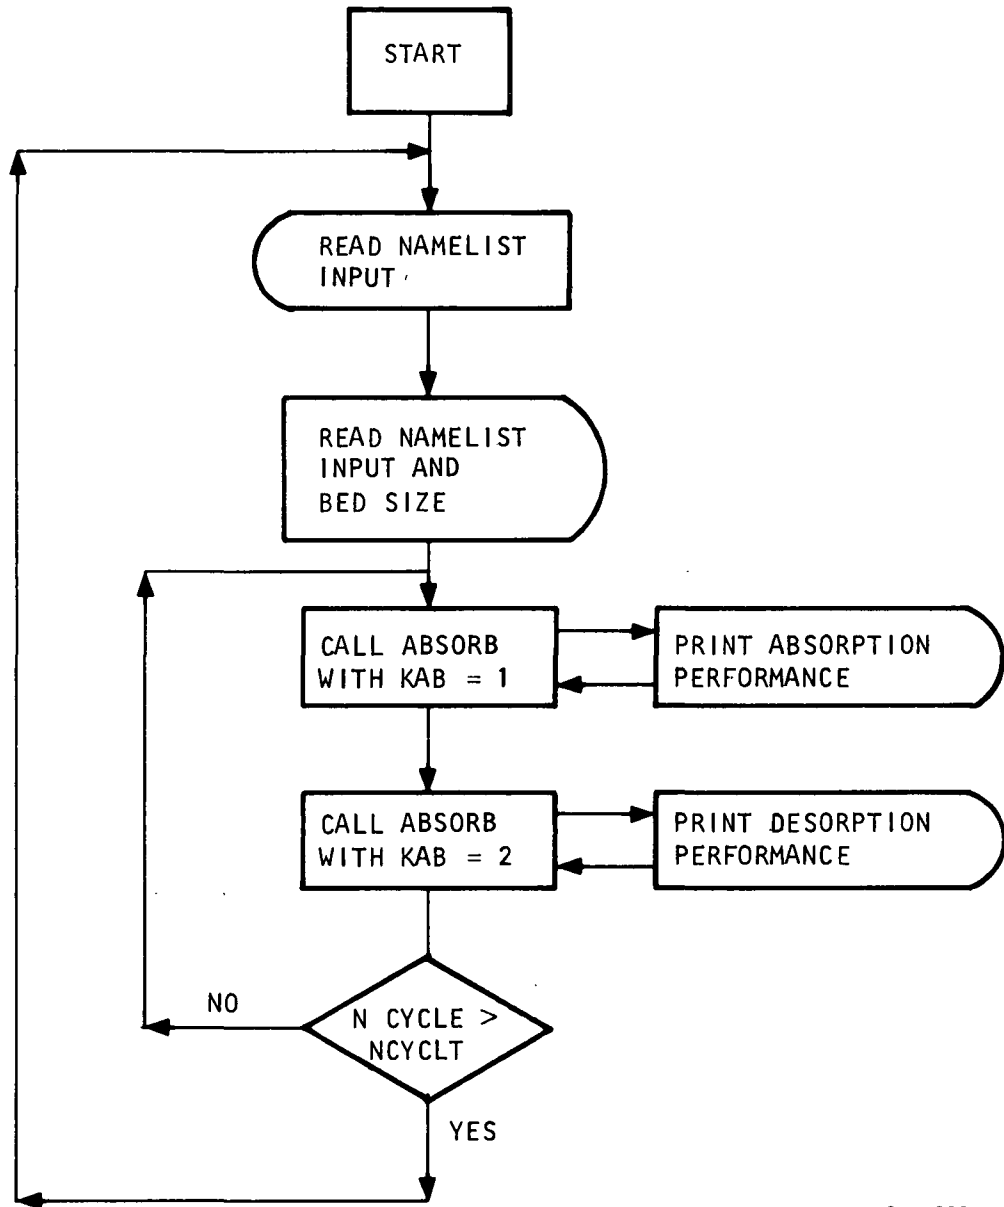 START
READ NAMELIST
INPUT
READ NAMELIST
INPUT AND
BED SIZE
CALL ABSORB
WITH KAB = 1
PRINT ABSORPTION
PERFORMANCE
CALL ABSORB
WITH KAB = 2
PRINT DESORPTION
PERFORMANCE
NO
N CYCLE >
NCYCLT
YES